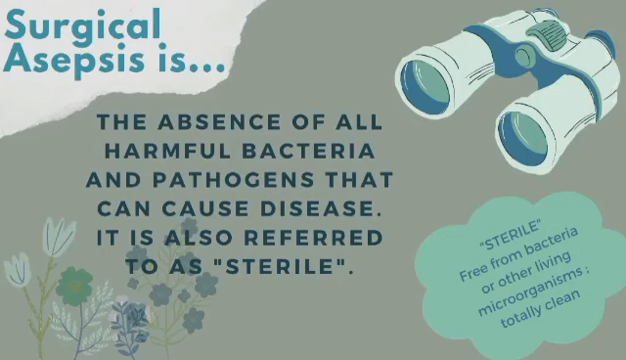 Surgical
Asepsis is...
THE ABSENCE OF ALL
HARMFUL BACTERIA
AND PATHOGENS THAT
CAN CAUSE DISEASE.
IT IS ALSO REFERRED
TO AS "STERILE".
"STERILE"
Free from bacteria
or other living
microorganisms ;
totally clean